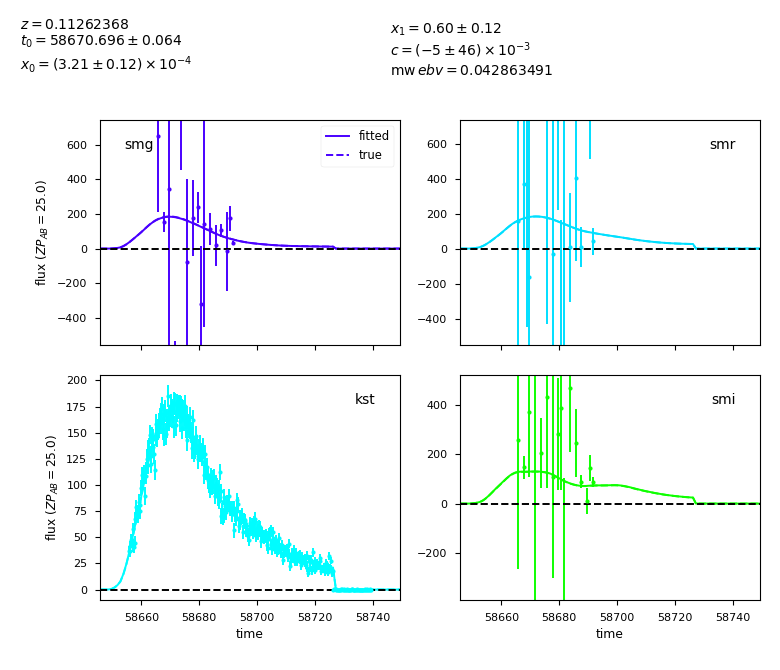 z = 0.11262368
t₀ = 58670.696 ± 0.064
x₀ = (3.21 ± 0.12) × 10⁻⁴
x₁ = 0.60 ± 0.12
c = (−5 ± 46) × 10⁻³
mw ebv = 0.042863491
smg
fitted
true
600
400
200
0
−200
−400
flux (ZP_AB = 25.0)
smr
600
400
200
0
−200
−400
kst
200
175
150
125
100
75
50
25
0
flux (ZP_AB = 25.0)
58660 58680 58700 58720 58740
time
smi
400
200
0
−200
58660 58680 58700 58720 58740
time